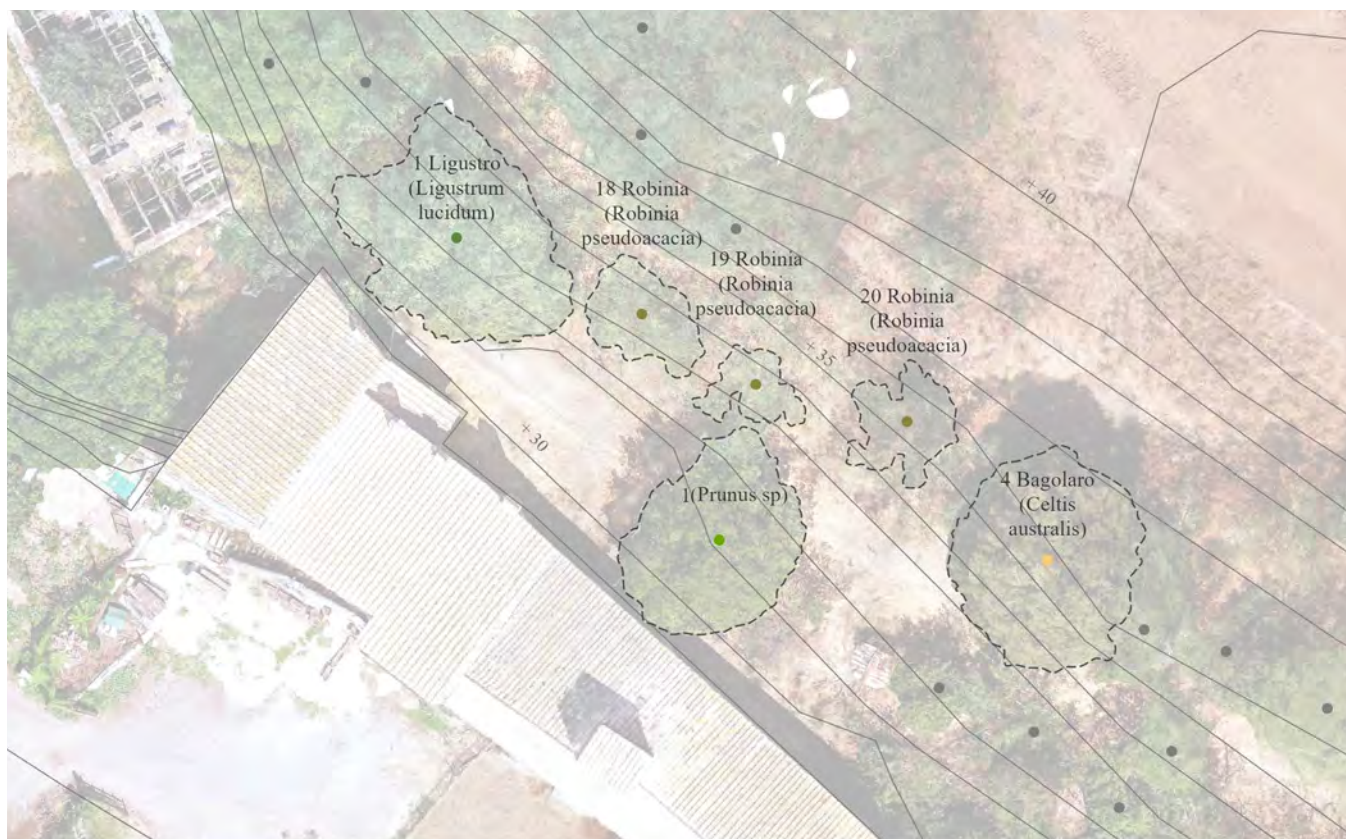 1 Ligustro
(Ligustrum
lucidum)
18 Robinia
(Robinia
pseudoacacia)
19 Robinia
(Robinia
pseudoacacia)
20 Robinia
(Robinia
pseudoacacia)
+ 40
+ 35
+ 30
1(Prunus sp)
4 Bagolaro
(Celtis
australis)